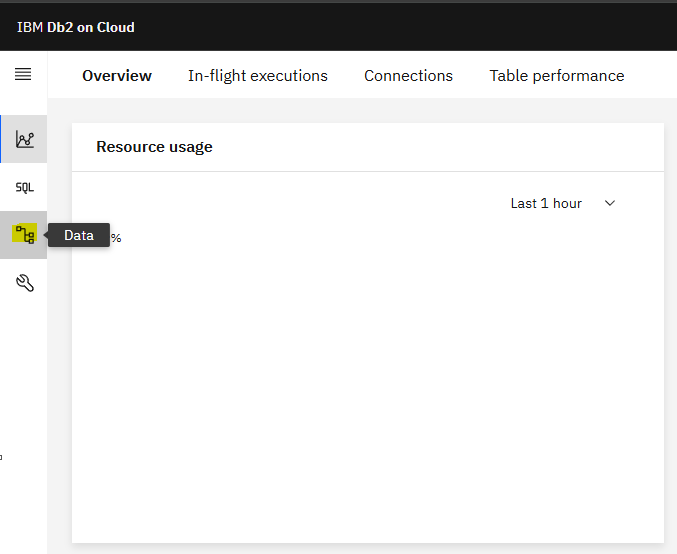 IBM Db2 on Cloud
Overview In-flight executions Connections Table performance
Resource usage
Last 1 hour
SQL
Data
%